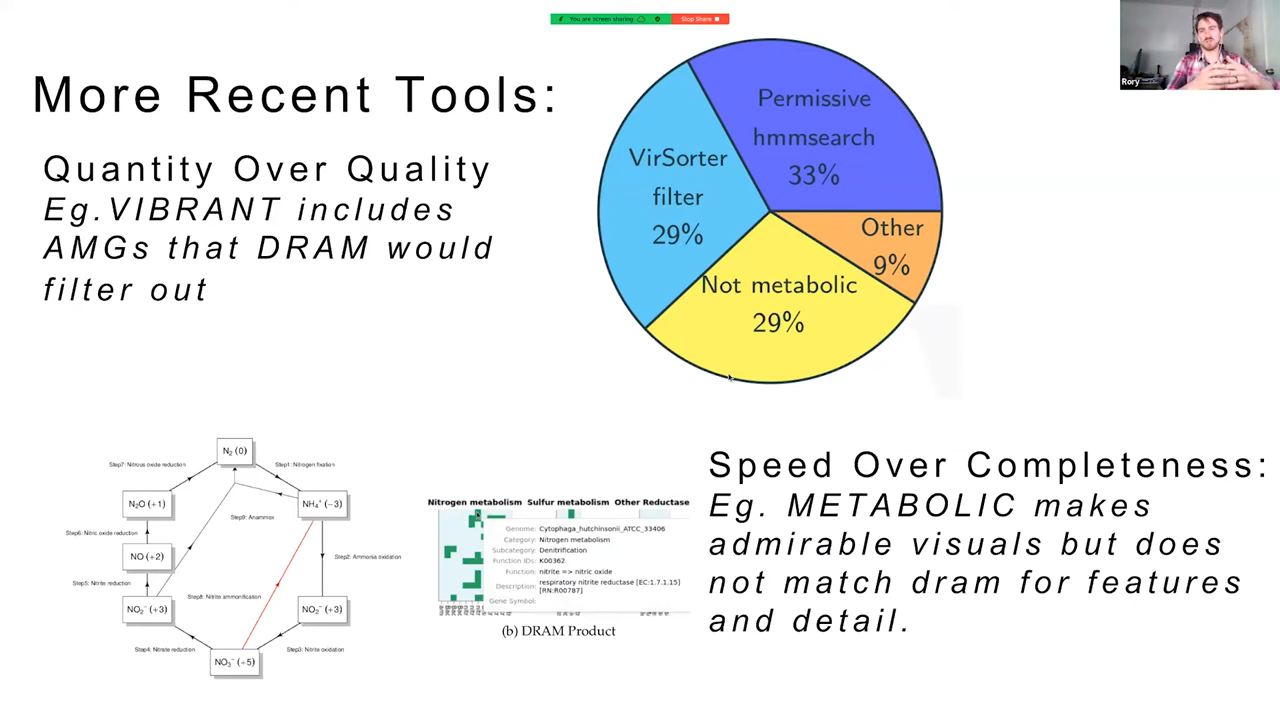 You are screen sharing
Stop Share
Rory
More Recent Tools:
Quantity Over Quality
Eg.VIBRANT includes
AMGs that DRAM would
filter out
Permissive
hmmsearch
33%
VirSorter
filter
29%
Other
9%
Not metabolic
29%
N₂ (0)
Step7: Nitrous oxide reduction
Step1: Nitrogen fixation
N₂O (+1)
NH₄⁺ (−3)
Step9: Anammox
Step6: Nitric oxide reduction
NO (+2)
Step2: Ammonia oxidation
Step5: Nitrite reduction
Step8: Nitrite ammonification
NO₂⁻ (+3)
NO₂⁻ (+3)
Step4: Nitrate reduction
Step3: Nitrite oxidation
NO₃⁻ (+5)
Nitrogen metabolism Sulfur metabolism Other Reductase
Genome: Cytophaga_hutchinsonii_ATCC_33406
Category: Nitrogen metabolism
Subcategory: Denitrification
Function IDs: K00362
Function: nitrite => nitric oxide
Description: respiratory nitrite reductase [EC:1.7.1.15]
[RN:R00787]
Gene Symbol:
(b) DRAM Product
Speed Over Completeness:
Eg. METABOLIC makes
admirable visuals but does
not match dram for features
and detail.